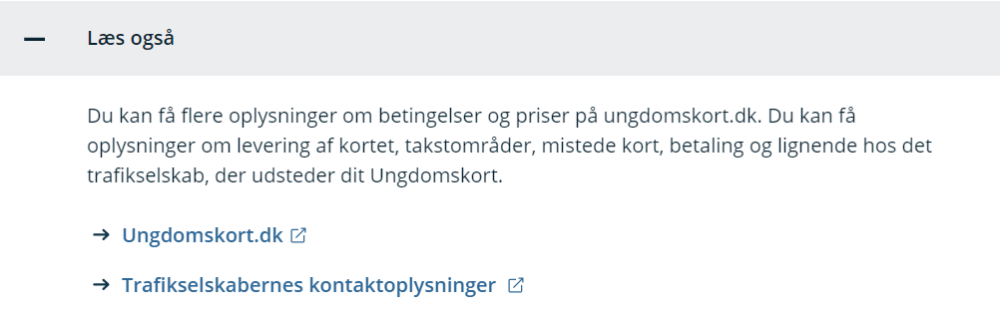 Læs også
Du kan få flere oplysninger om betingelser og priser på ungdomskort.dk. Du kan få
oplysninger om levering af kortet, takstområder, mistede kort, betaling og lignende hos det
trafikselskab, der udsteder dit Ungdomskort.
Ungdomskort.dk
Trafikselskabernes kontaktoplysninger